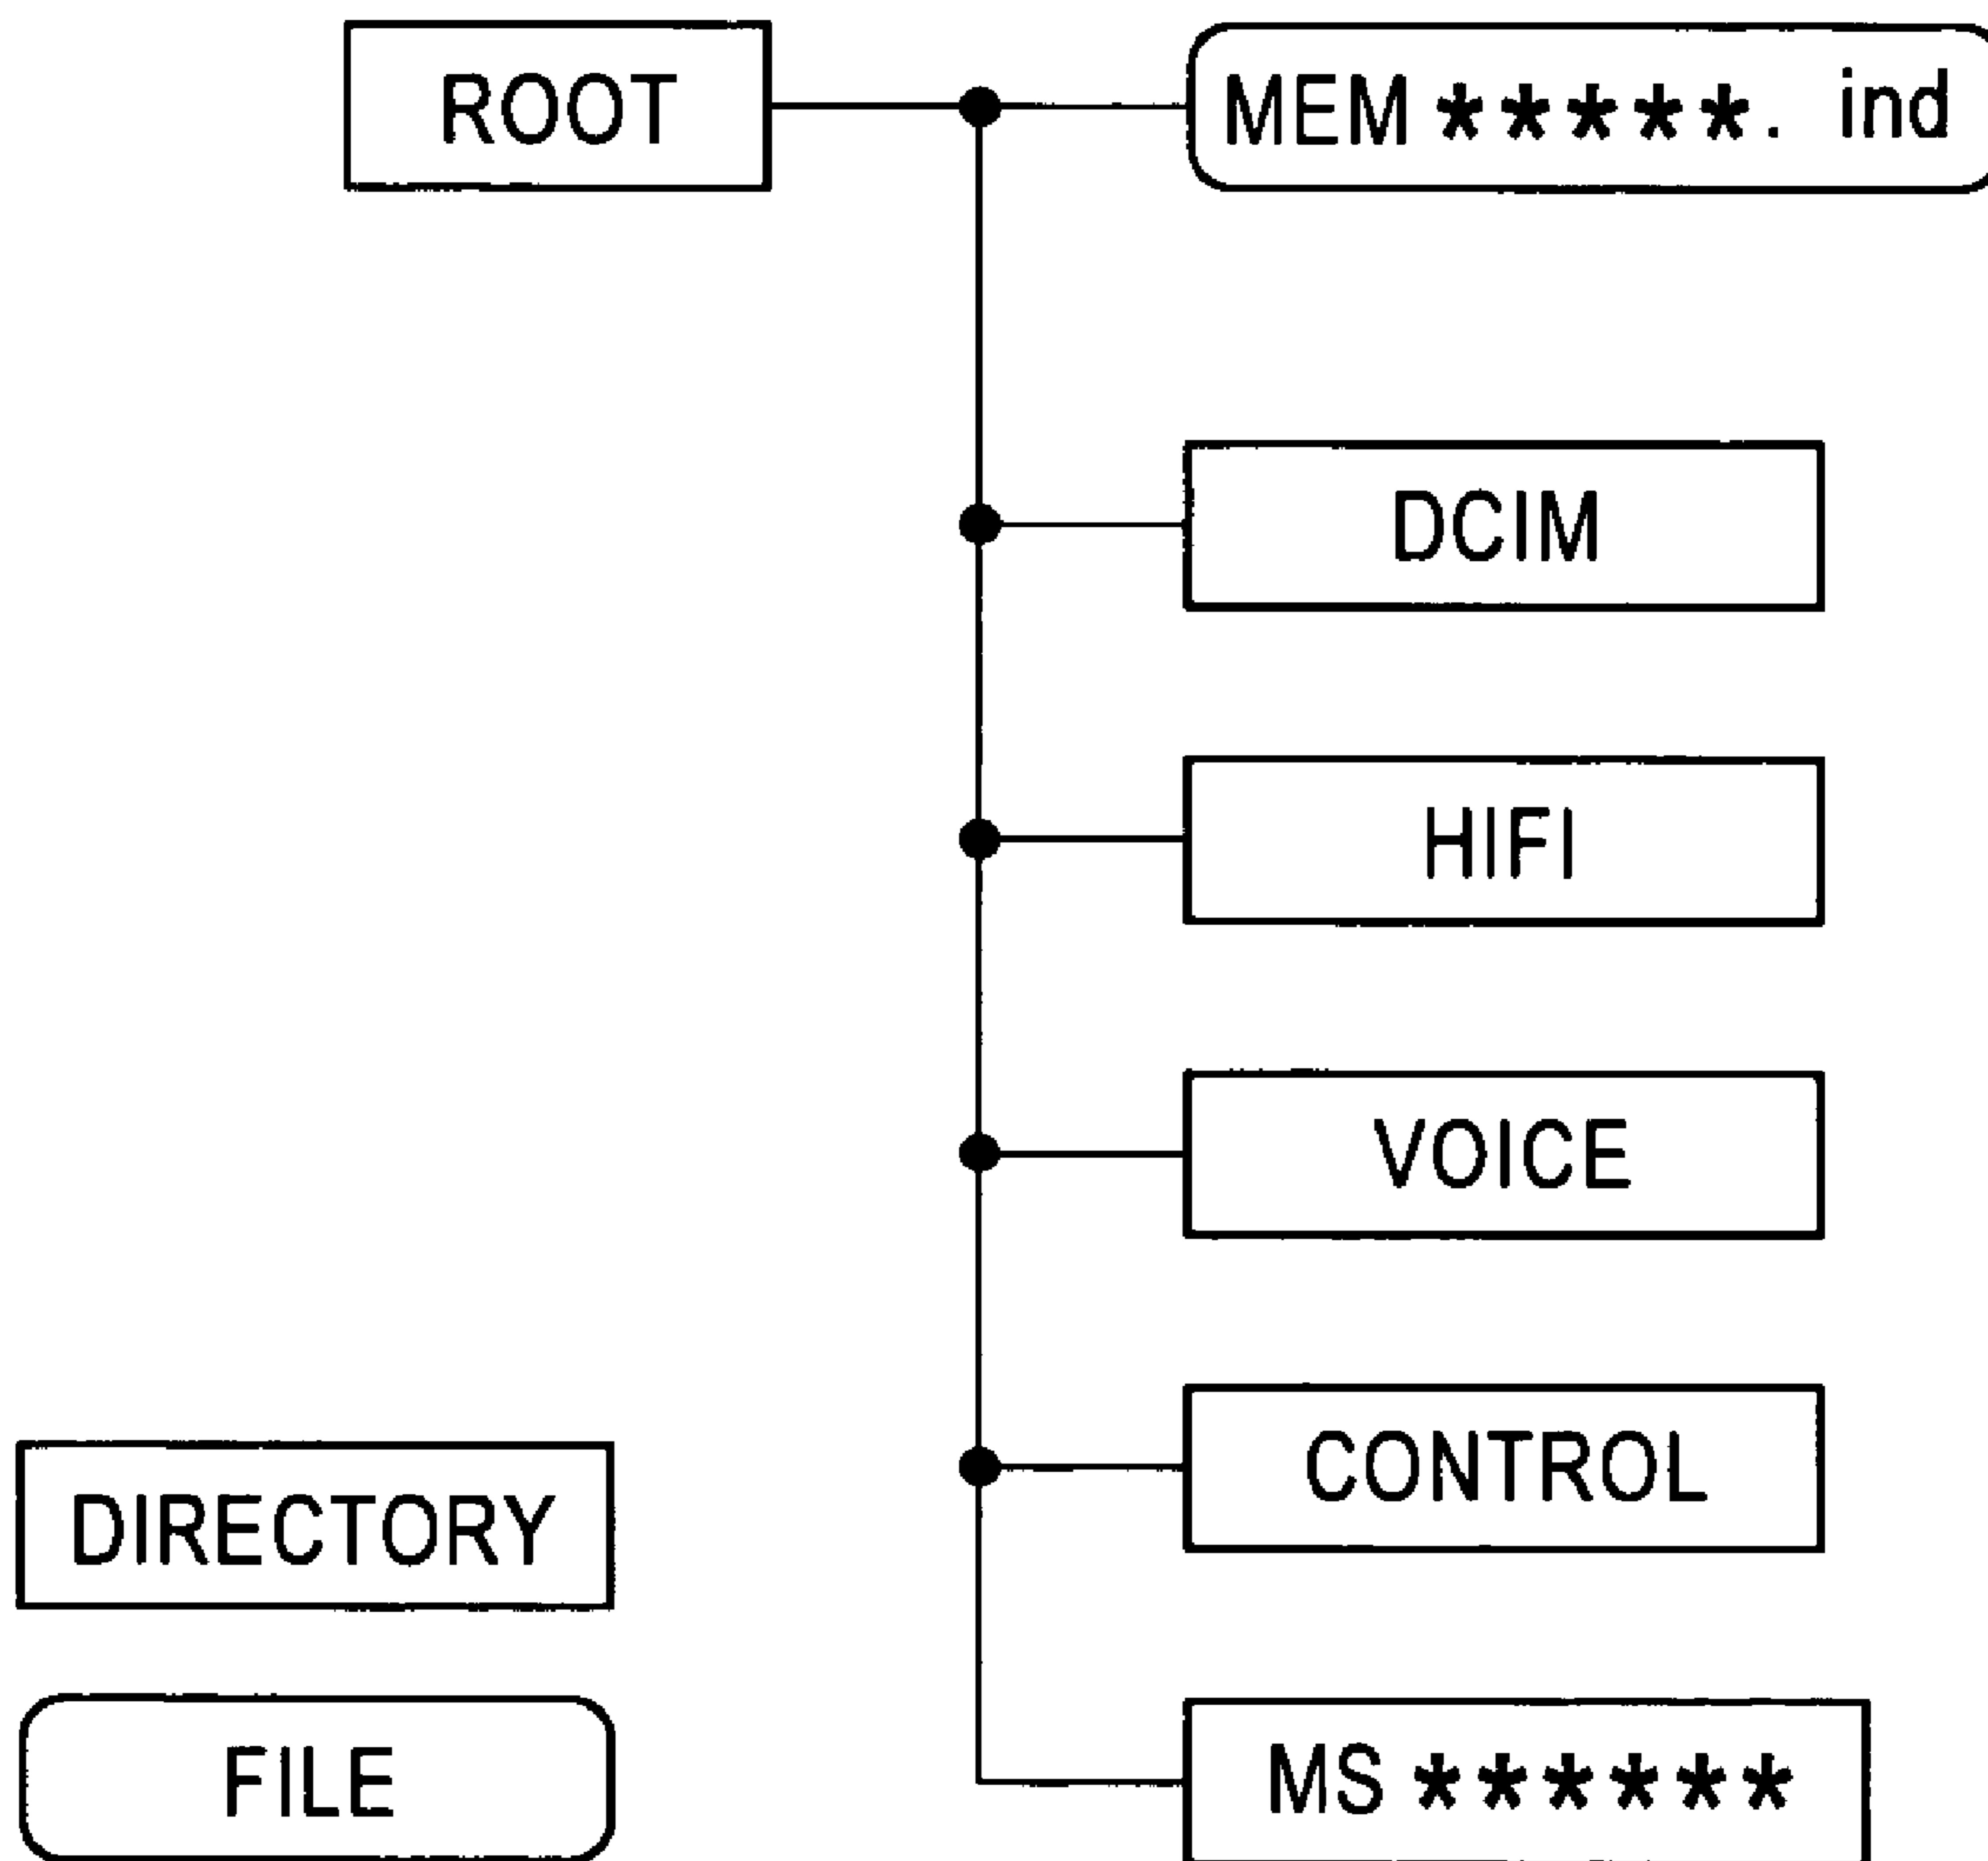 ROOT
MEM *****. ind
DCIM
HIFI
VOICE
CONTROL
MS ******
DIRECTORY
FILE